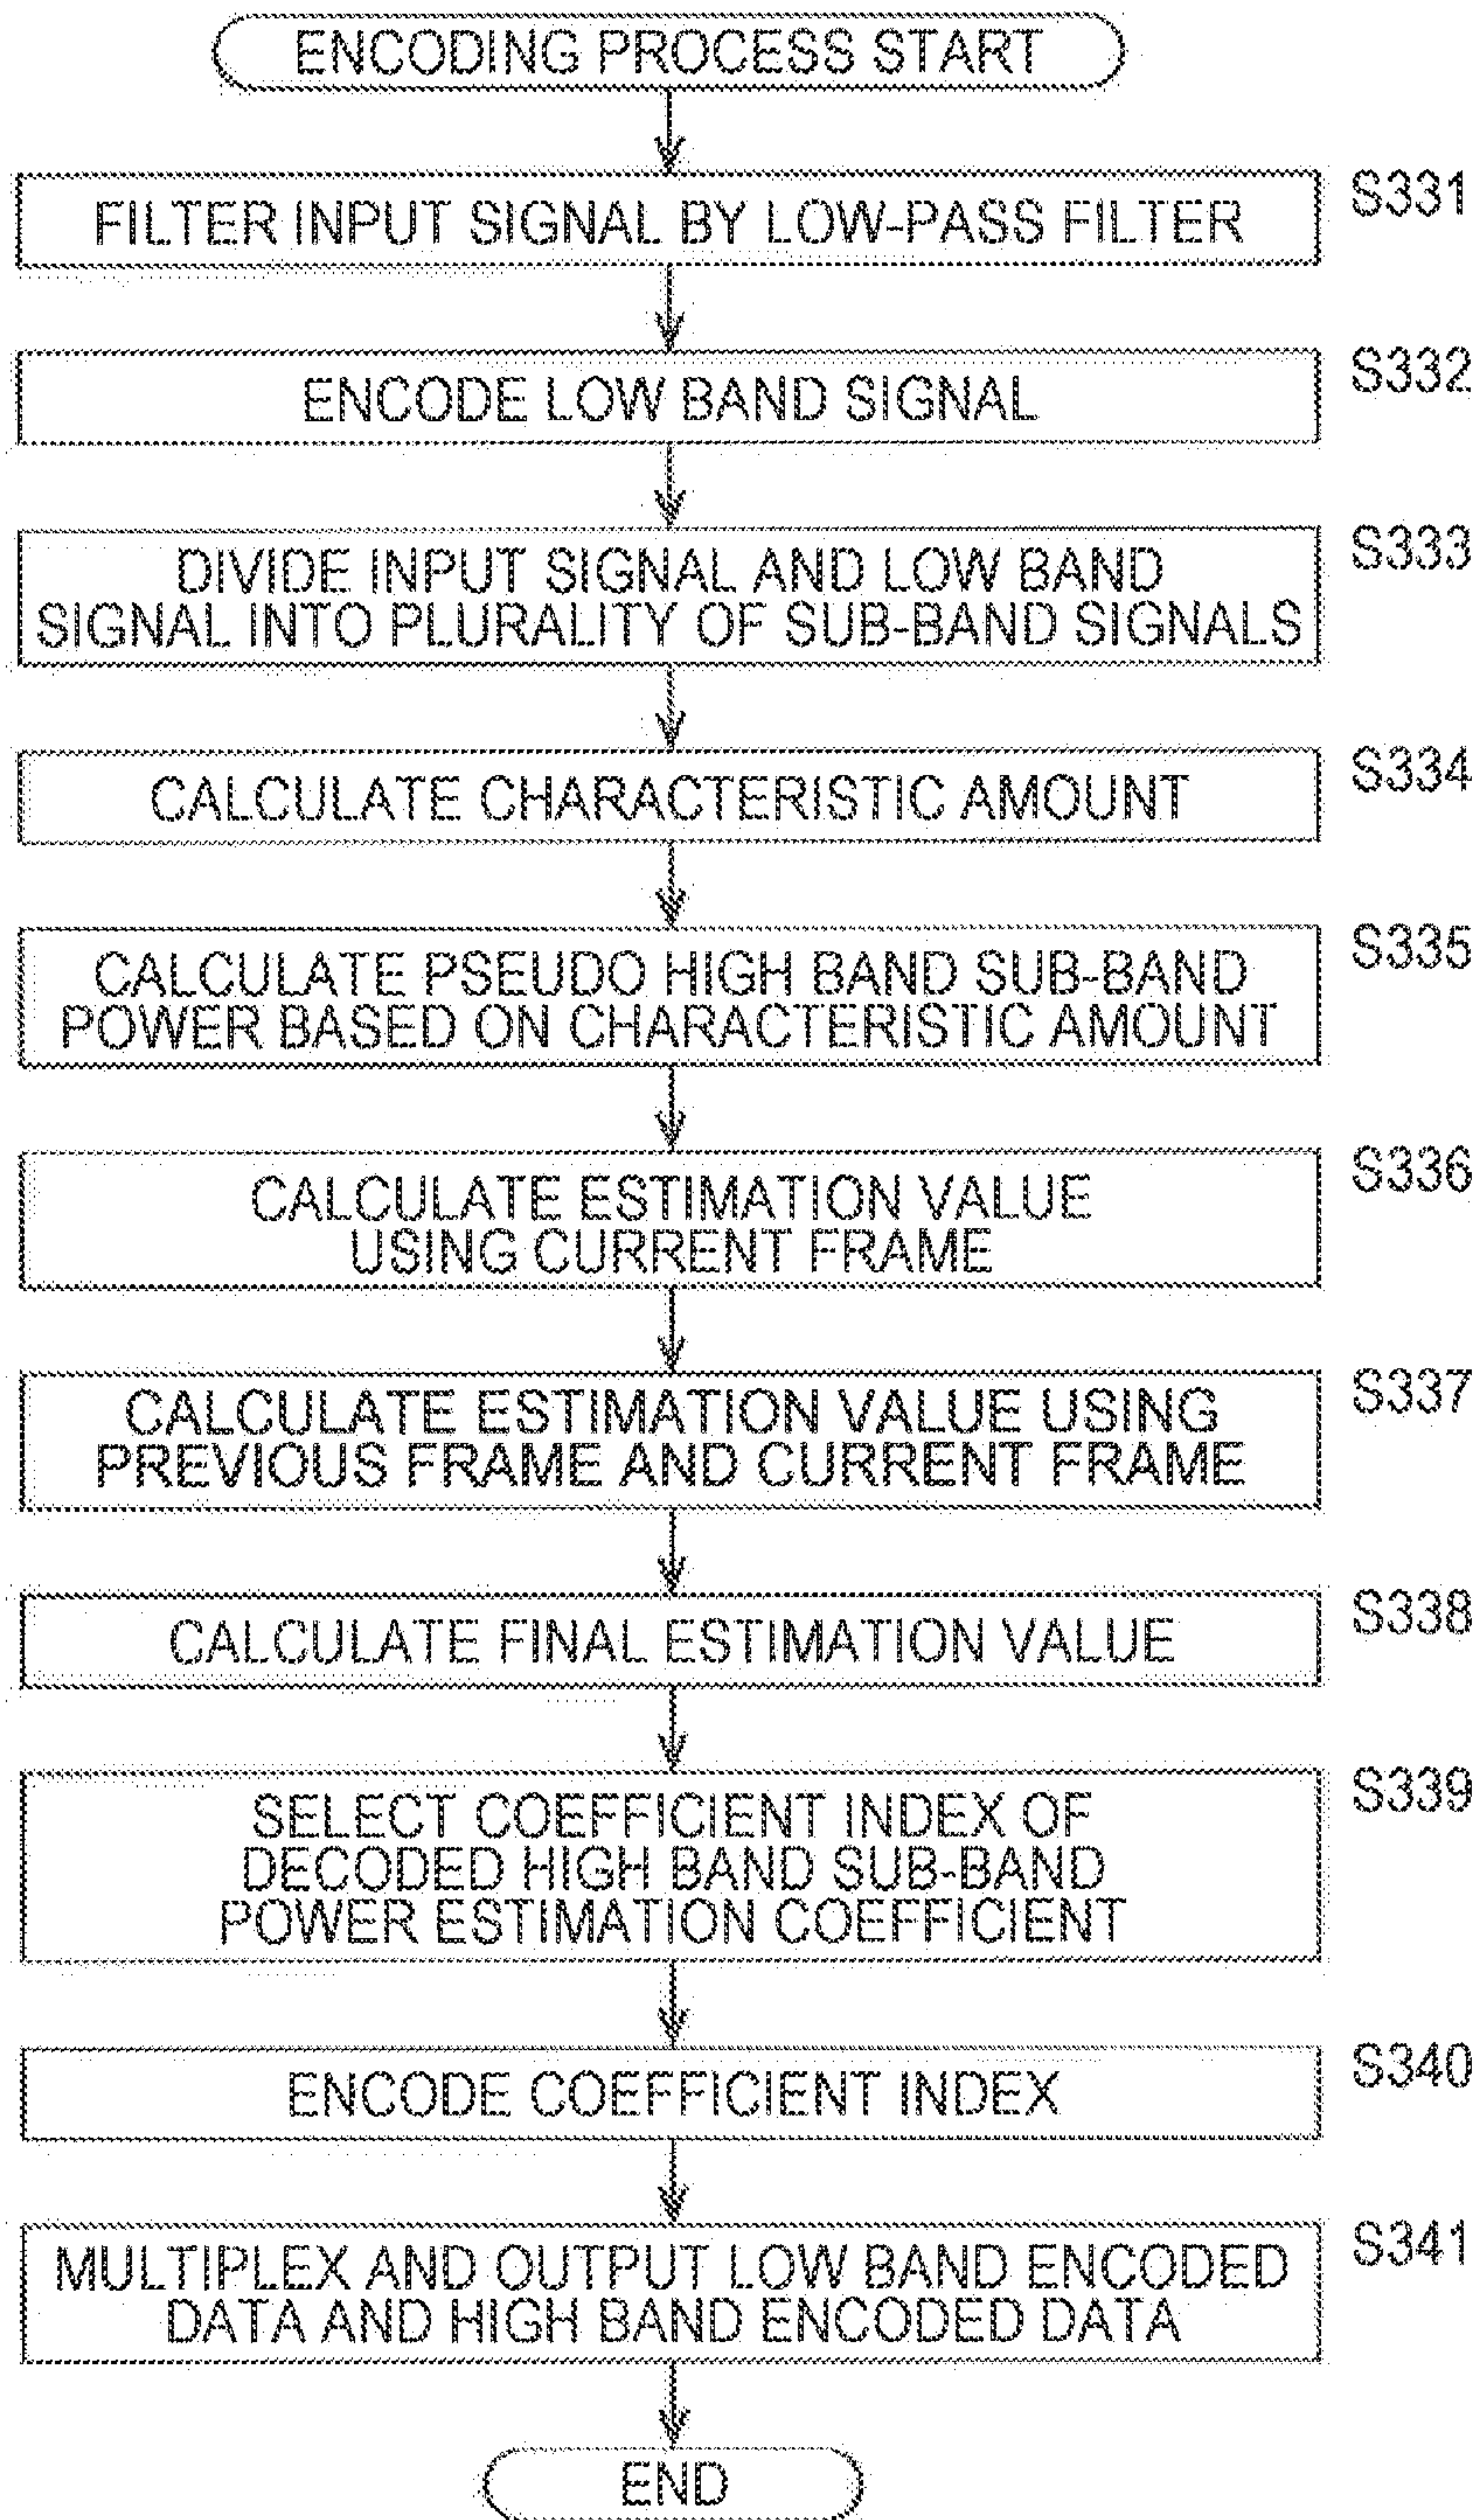 ENCODING PROCESS START
FILTER INPUT SIGNAL BY LOW-PASS FILTER
S331
ENCODE LOW BAND SIGNAL
S332
DIVIDE INPUT SIGNAL AND LOW BAND
SIGNAL INTO PLURALITY OF SUB-BAND SIGNALS
S333
CALCULATE CHARACTERISTIC AMOUNT
S334
CALCULATE PSEUDO HIGH BAND SUB-BAND
POWER BASED ON CHARACTERISTIC AMOUNT
S335
CALCULATE ESTIMATION VALUE
USING CURRENT FRAME
S336
CALCULATE ESTIMATION VALUE USING
PREVIOUS FRAME AND CURRENT FRAME
S337
CALCULATE FINAL ESTIMATION VALUE
S338
SELECT COEFFICIENT INDEX OF
DECODED HIGH BAND SUB-BAND
POWER ESTIMATION COEFFICIENT
S339
ENCODE COEFFICIENT INDEX
S340
MULTIPLEX AND OUTPUT LOW BAND ENCODED
DATA AND HIGH BAND ENCODED DATA
S341
END